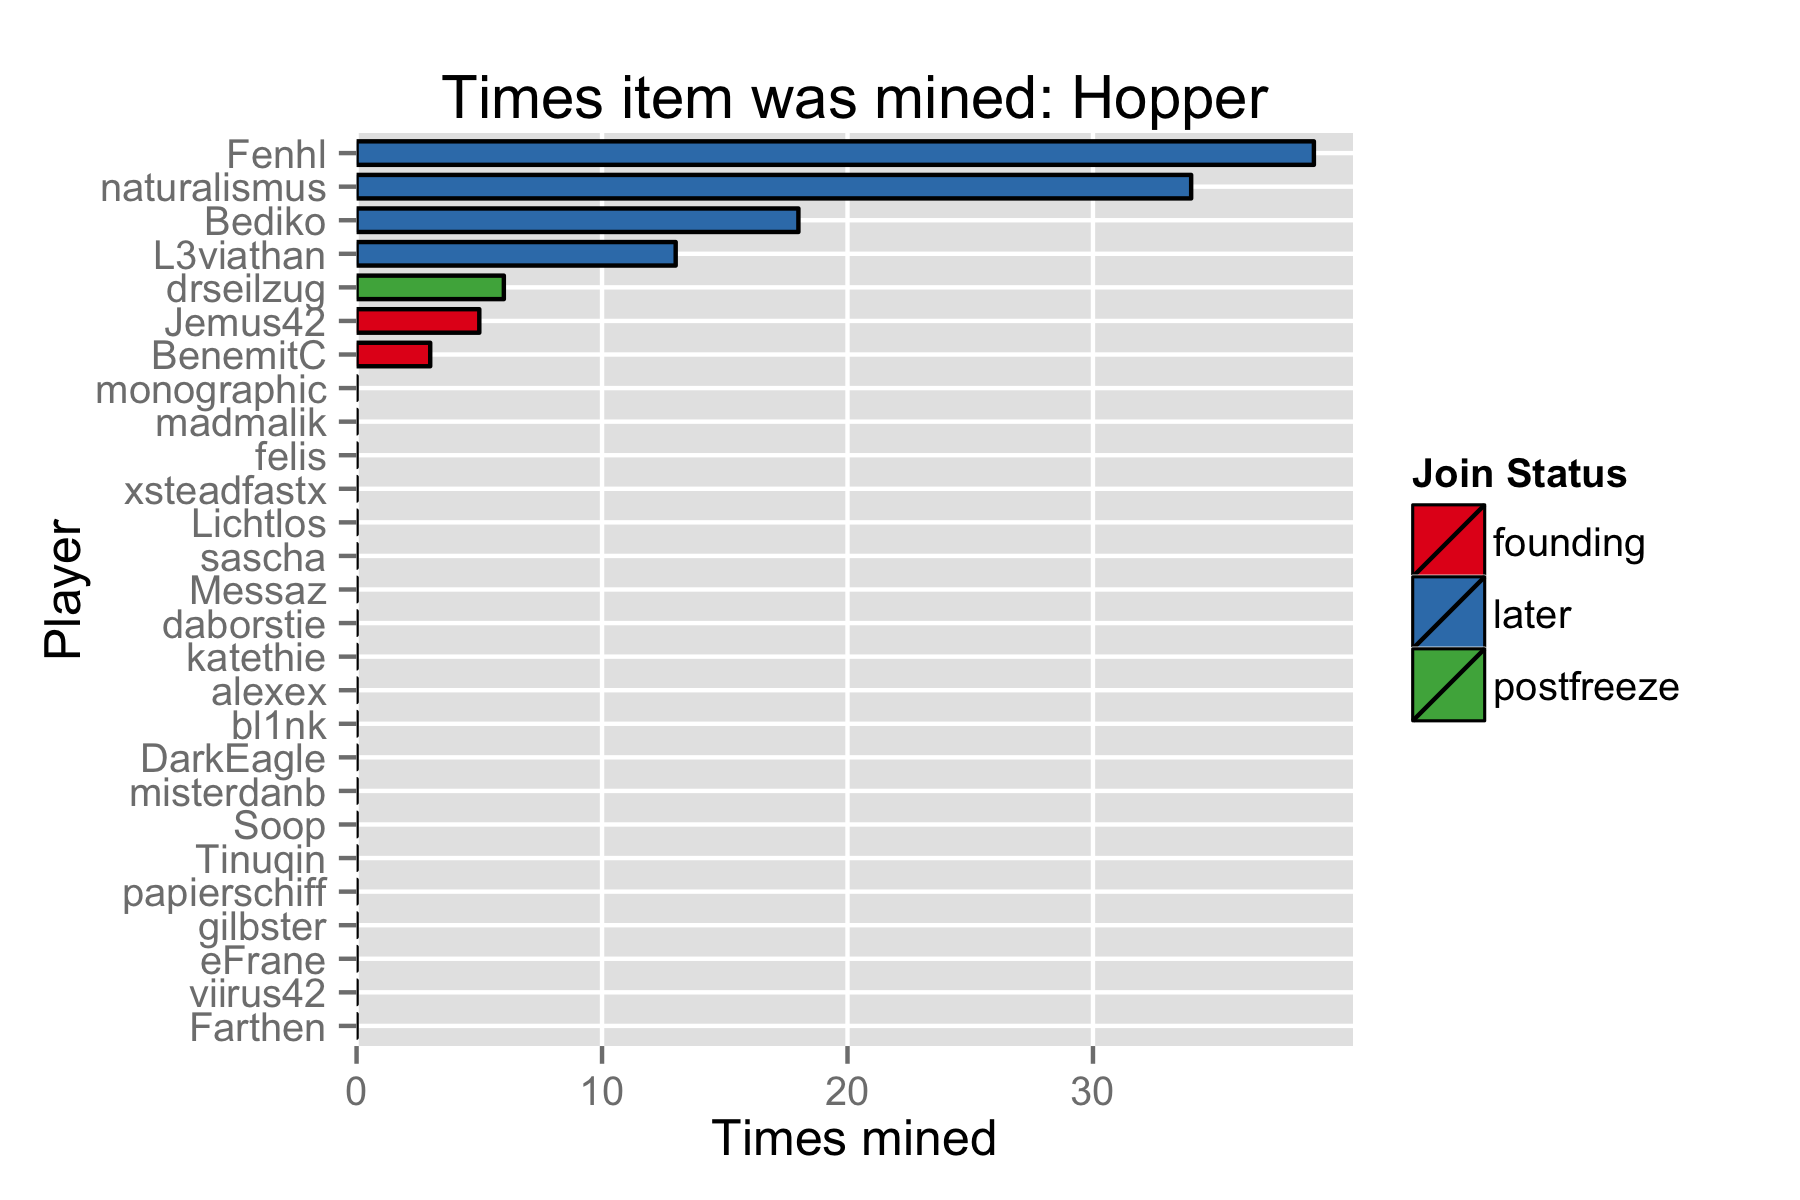 Times item was mined: Hopper
Fenhl
naturalismus
Bediko
L3viathan
drseilzug
Jemus42
BenemitC
monographic
madmalik
felis
xsteadfastx
Lichtlos
sascha
Messaz
daborstie
katethie
alexex
bl1nk
DarkEagle
misterdanb
Soop
Tinuqin
papierschiff
gilbster
eFrane
viirus42
Farthen
Player
0 10 20 30
Times mined
Join Status
founding
later
postfreeze